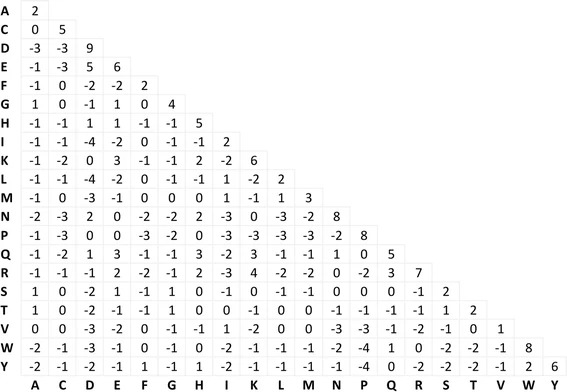 A 2
C 0 5
D -3 -3 9
E -1 -3 5 6
F -1 0 -2 -2 2
G 1 0 -1 1 0 4
H -1 -1 1 1 -1 -1 5
I -1 -1 -4 -2 0 -1 -1 2
K -1 -2 0 3 -1 -1 2 -2 6
L -1 -1 -4 -2 0 -1 -1 1 -2 2
M -1 0 -3 -1 0 0 0 1 -1 1 3
N -2 -3 2 0 -2 -2 2 -3 0 -3 -2 8
P -1 -3 0 0 -3 -2 0 -3 -3 -3 -3 -2 8
Q -1 -2 1 3 -1 -1 3 -2 3 -2 -1 1 0 5
R -1 -1 -1 2 -2 -1 2 -3 4 -2 -2 0 -2 3 7
S 1 0 -2 1 -1 1 0 -1 0 -1 -1 0 -1 1 -1 2
T 1 0 -2 -1 -1 1 0 0 -1 0 0 -1 -1 -1 -1 1 2
V 0 0 -3 -2 0 -1 -1 1 -2 1 0 -3 -3 -1 -2 -1 0 1
W -2 -1 -3 -1 0 -1 0 -1 -2 -1 -1 -1 -4 1 0 -2 -2 -2 8
Y -2 -1 -2 -1 1 -1 1 -1 -2 -1 -1 -1 -4 0 -2 -2 -2 -1 2 6
A C D E F G H I K L M N P Q R S T V W Y